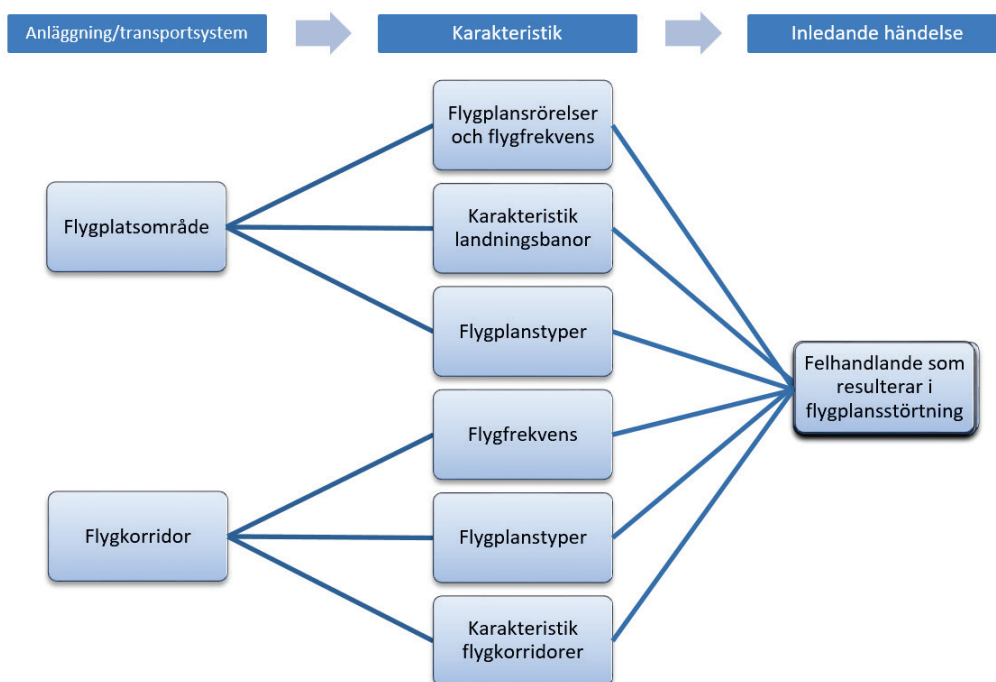 Anläggning/transportsystem
Karakteristik
Inledande händelse
Flygplatsområde
Flygplansrörelser
och flygfrekvens
Karakteristik
landningsbanor
Flygplanstyper
Flygkorridor
Flygfrekvens
Flygplanstyper
Karakteristik
flygkorridorer
Felhandlande som
resulterar i
flygplansstörtning